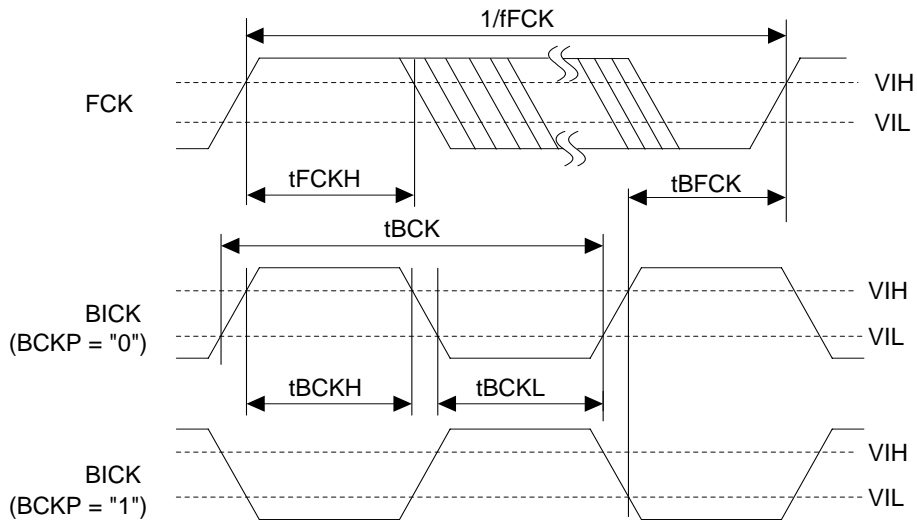 1/fFCK
FCK
VIH
VIL
tFCKH
tBFCK
tBCK
BICK
(BCKP = "0")
VIH
VIL
tBCKH
tBCKL
BICK
(BCKP = "1")
VIH
VIL